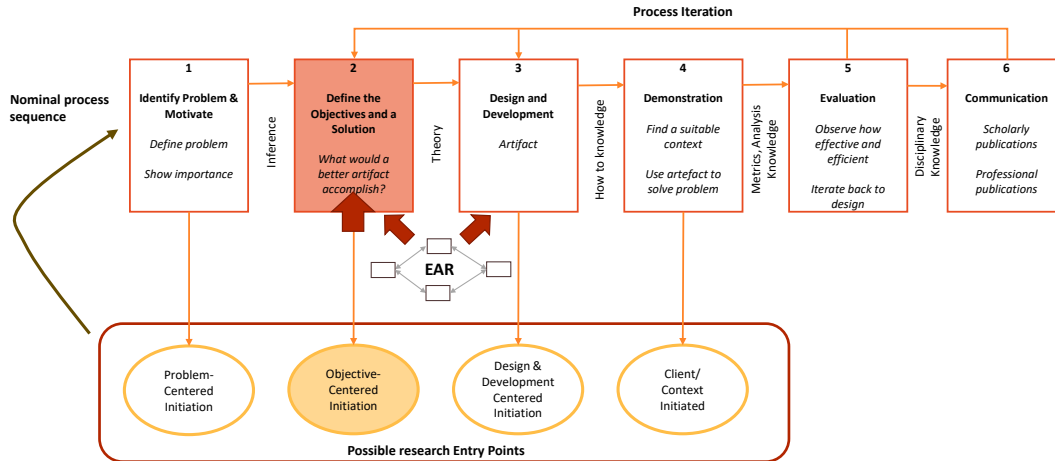 Process Iteration
Nominal process
sequence
1
Identify Problem &
Motivate
Define problem
Show importance
Inference
2
Define the
Objectives and a
Solution
What would a
better artifact
accomplish?
Theory
3
Design and
Development
Artifact
How to knowledge
4
Demonstration
Find a suitable
context
Use artefact to
solve problem
Metrics, Analysis
Knowledge
5
Evaluation
Observe how
effective and
efficient
Iterate back to
design
Disciplinary
Knowledge
6
Communication
Scholarly
publications
Professional
publications
EAR
Problem-
Centered
Initiation
Objective-
Centered
Initiation
Design &
Development
Centered
Initiation
Client/
Context
Initiated
Possible research Entry Points